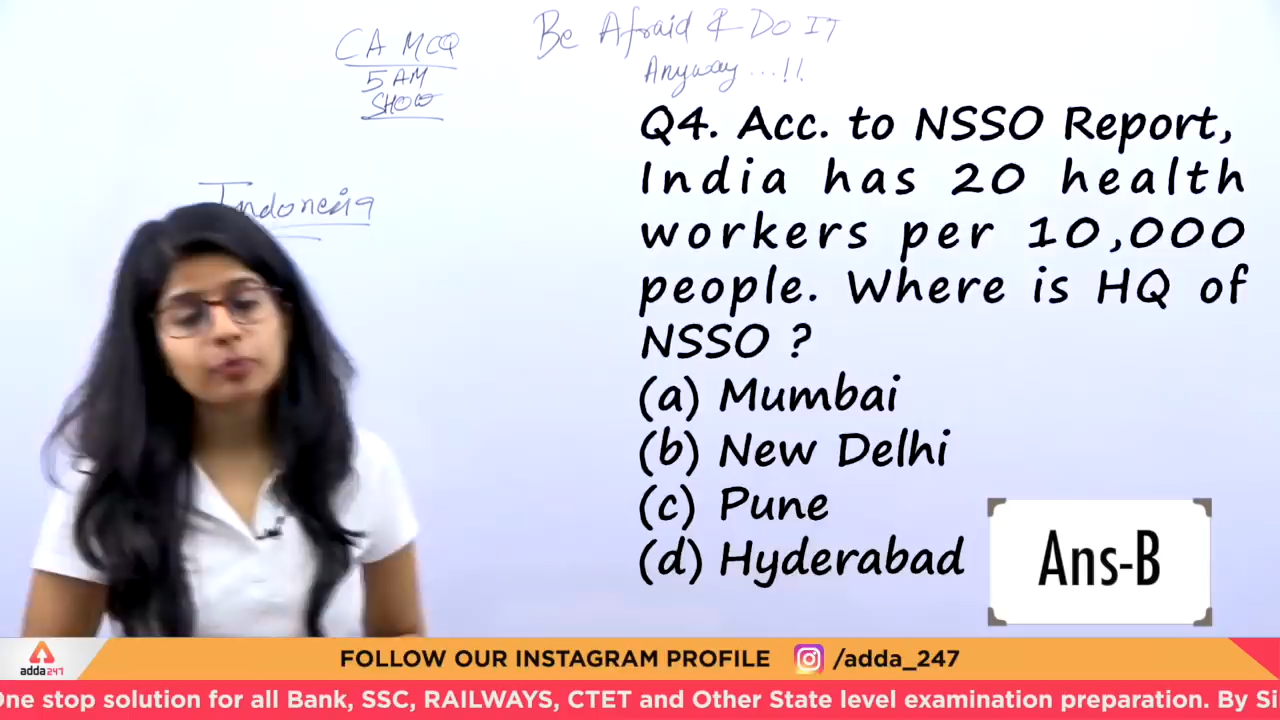 CA MCQ
5 AM
SHOW
Be Afraid & Do IT
Anyway...!!
Indonesia
Q4. Acc. to NSSO Report,
India has 20 health
workers per 10,000
people. Where is HQ of
NSSO ?
(a) Mumbai
(b) New Delhi
(c) Pune
(d) Hyderabad
Ans-B
adda247
FOLLOW OUR INSTAGRAM PROFILE /adda_247
One stop solution for all Bank, SSC, RAILWAYS, CTET and Other State level examination preparation. By Si